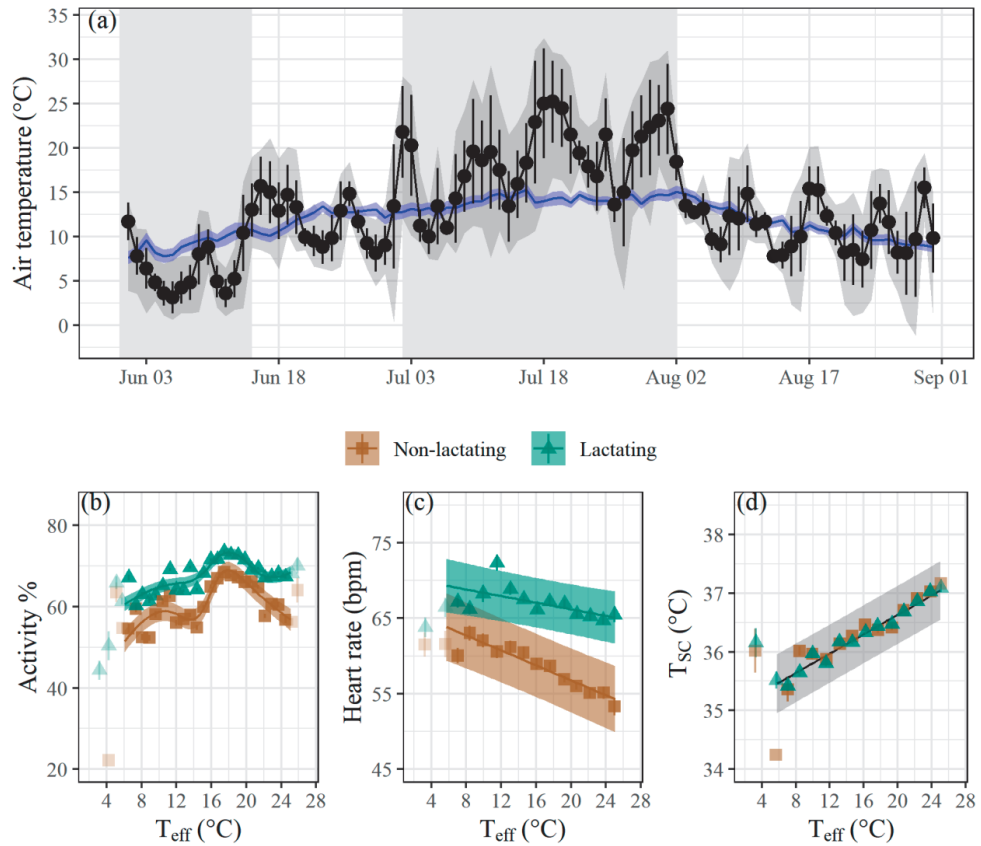 (a)
Air temperature (°C)
35
30
25
20
15
10
5
0
Jun 03 Jun 18 Jul 03 Jul 18 Aug 02 Aug 17 Sep 01
Non-lactating Lactating
(b)
Activity %
80
60
40
20
4 8 12 16 20 24 28
Teff (°C)
(c)
Heart rate (bpm)
75
65
55
45
4 8 12 16 20 24 28
Teff (°C)
(d)
TSC (°C)
38
37
36
35
34
4 8 12 16 20 24 28
Teff (°C)